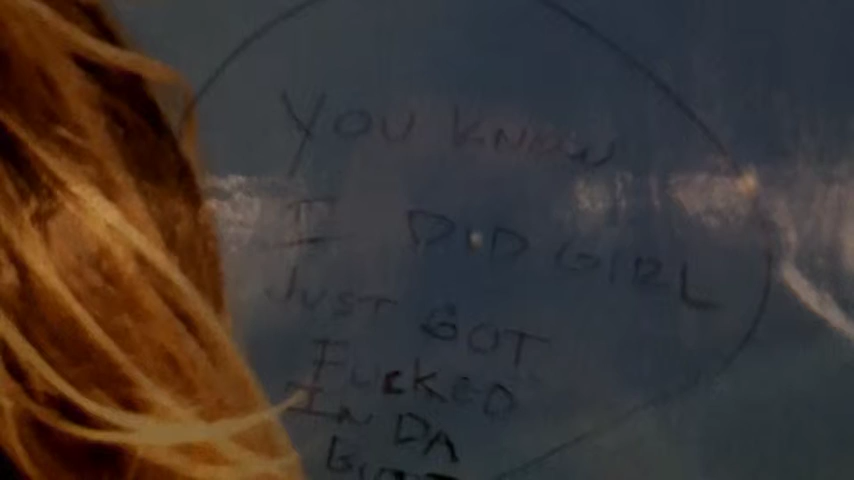 YOU KNOW
I DID GIRL
JUST GOT
FUCKED
IN DA